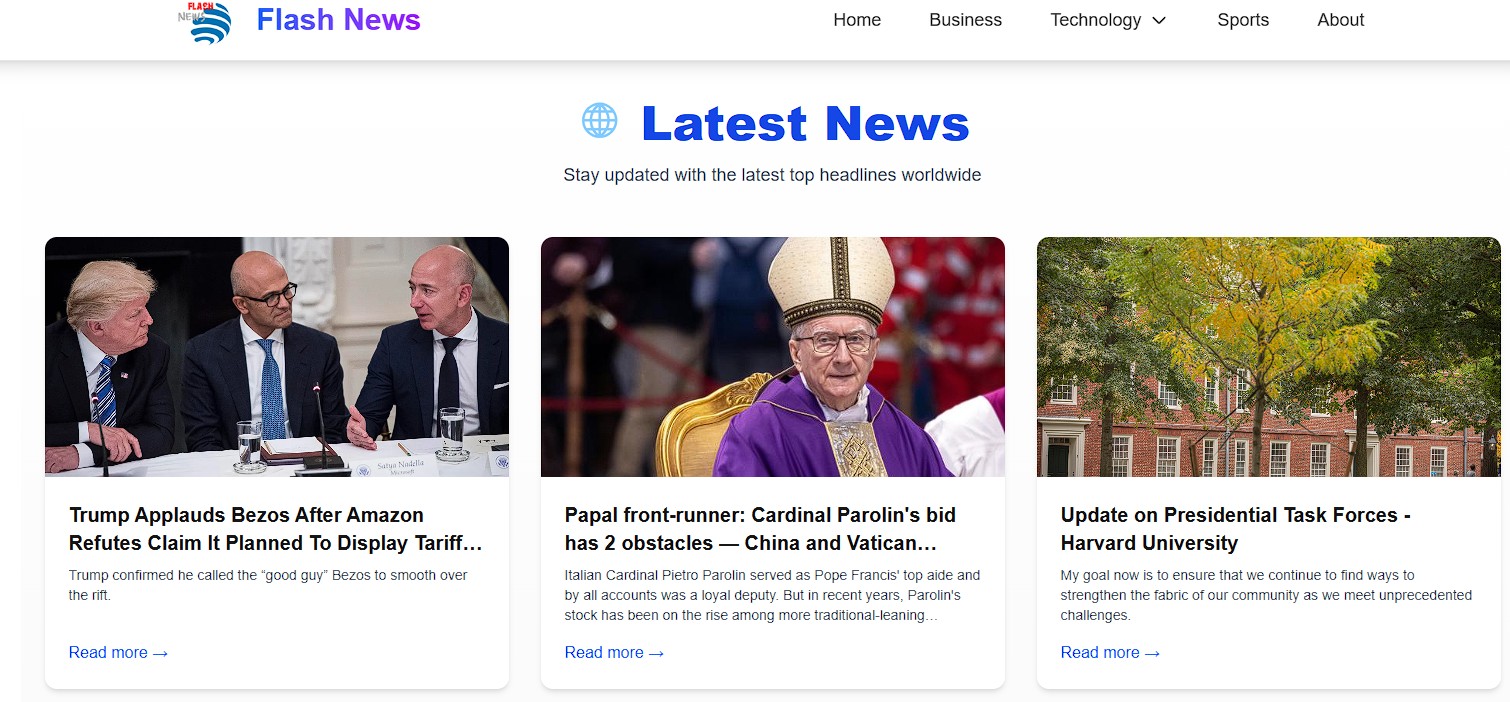 FLASH
NEWS
Flash News
Home
Business
Technology
Sports
About
Latest News
Stay updated with the latest top headlines worldwide
Satya Nadella
Microsoft
Trump Applauds Bezos After Amazon
Refutes Claim It Planned To Display Tariff…
Trump confirmed he called the “good guy” Bezos to smooth over
the rift.
Read more →
Papal front-runner: Cardinal Parolin's bid
has 2 obstacles — China and Vatican…
Italian Cardinal Pietro Parolin served as Pope Francis' top aide and
by all accounts was a loyal deputy. But in recent years, Parolin's
stock has been on the rise among more traditional-leaning…
Read more →
Update on Presidential Task Forces -
Harvard University
My goal now is to ensure that we continue to find ways to
strengthen the fabric of our community as we meet unprecedented
challenges.
Read more →